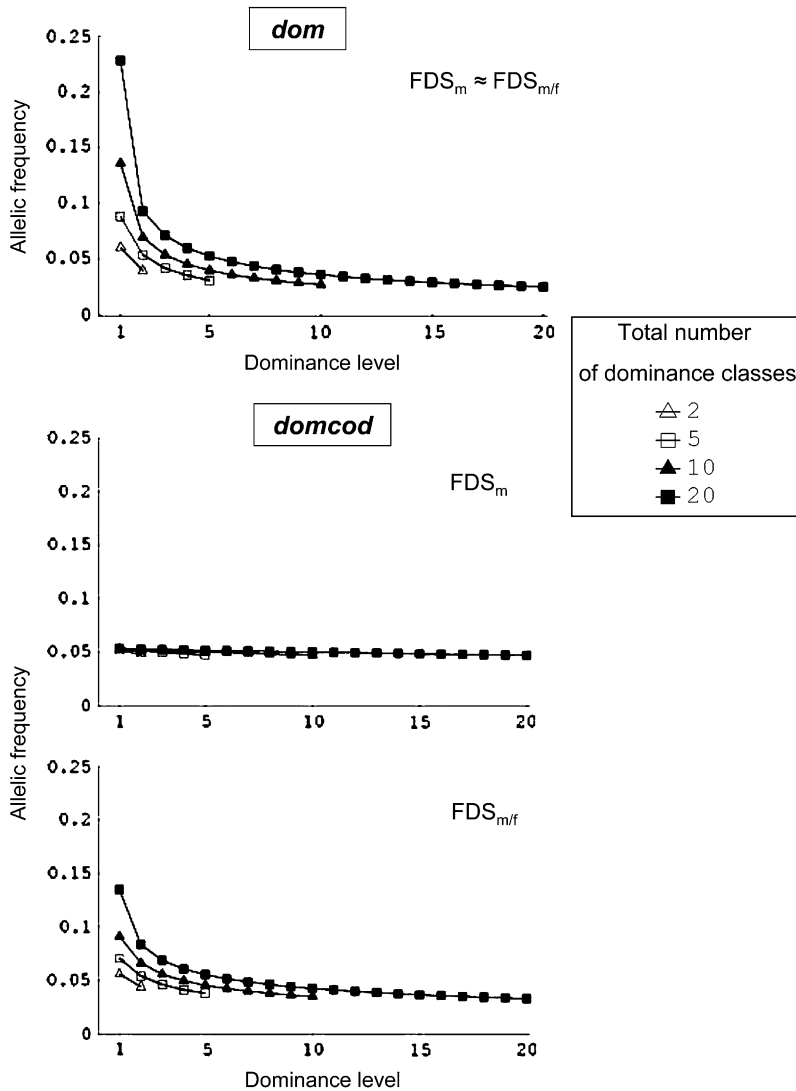 dom
FDSm ≈ FDSm/f
Allelic frequency
0.25
0.2
0.15
0.1
0.05
0
1 5 10 15 20
Dominance level
Total number
of dominance classes
2
5
10
20
domcod
FDSm
Allelic frequency
0.25
0.2
0.15
0.1
0.05
0
1 5 10 15 20
FDSm/f
0.25
0.2
0.15
0.1
0.05
0
1 5 10 15 20
Dominance level